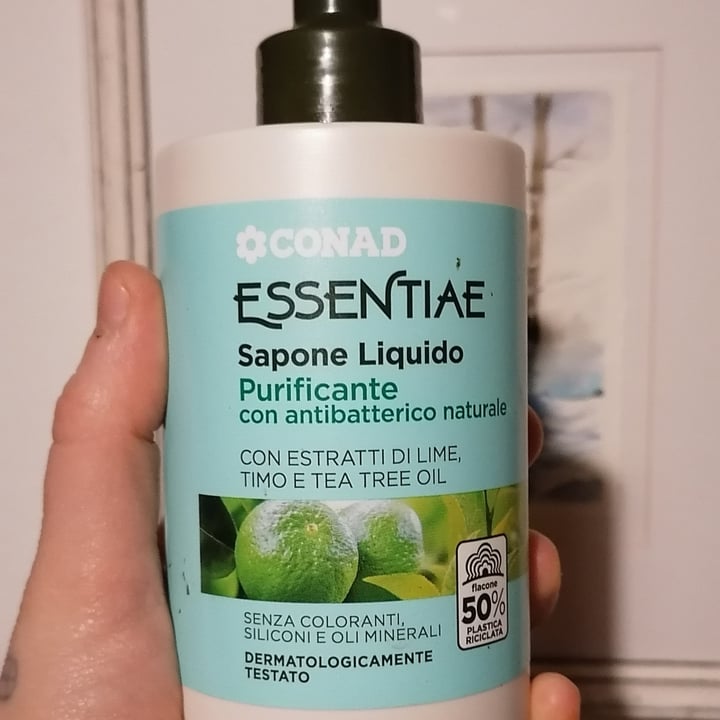 CONAD
ESSENTIAE
Sapone Liquido
Purificante
con antibatterico naturale
CON ESTRATTI DI LIME,
TIMO E TEA TREE OIL
flacone
50%
PLASTICA
RICICLATA
SENZA COLORANTI,
SILICONI E OLI MINERALI
DERMATOLOGICAMENTE
TESTATO